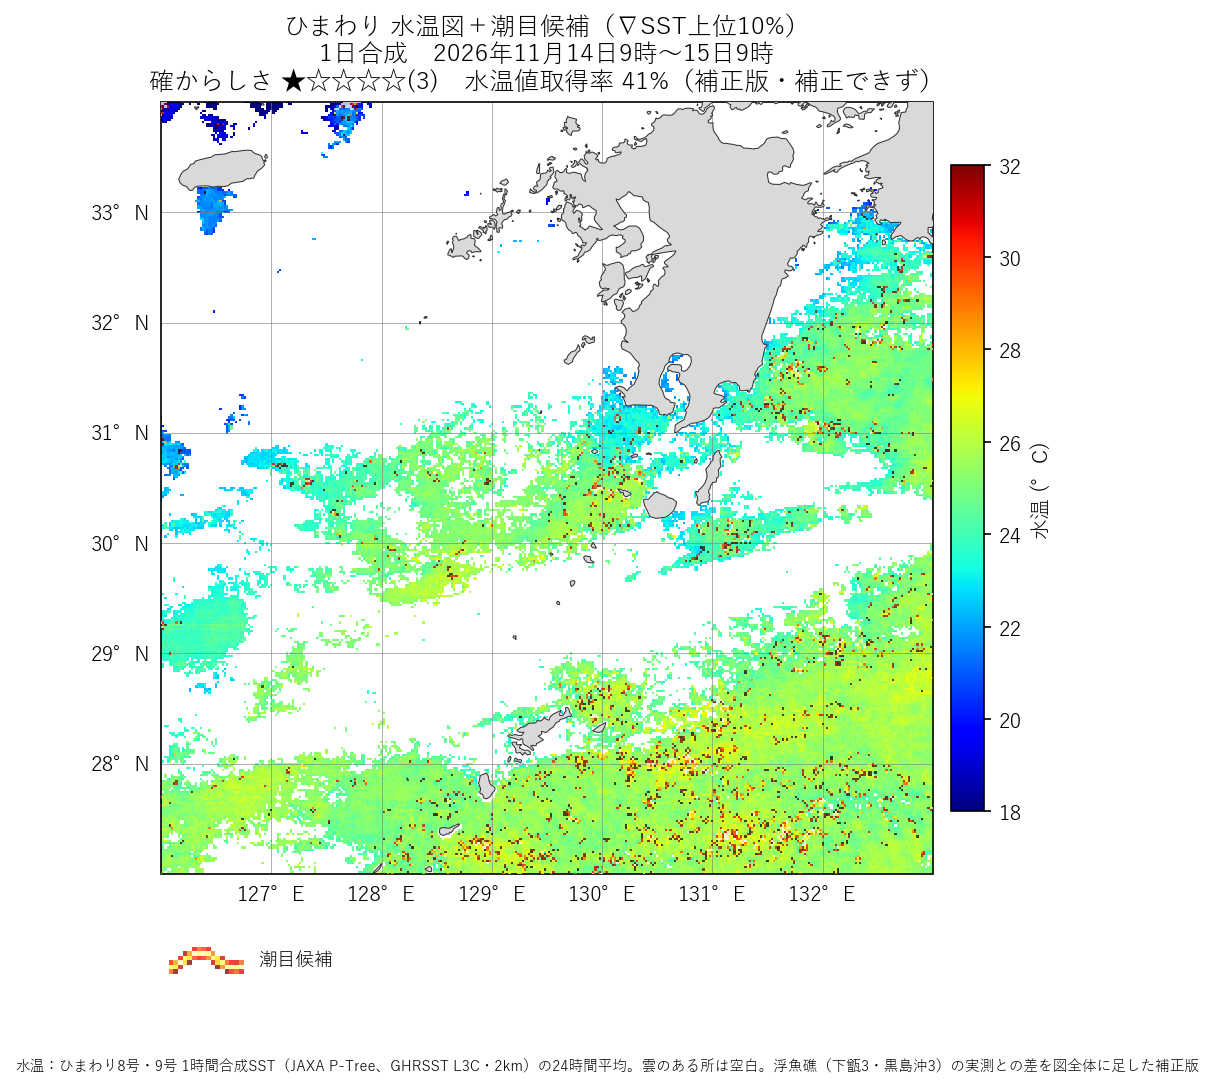 ひまわり 水温図＋潮目候補（∇SST上位10%）
1日合成　2026年11月14日9時～15日9時
確からしさ ★☆☆☆☆(3)　水温値取得率 41%（補正版・補正できず）
33° N
32° N
31° N
30° N
29° N
28° N
127° E
128° E
129° E
130° E
131° E
132° E
32
30
28
26
24
22
20
18
水温 (° C)
潮目候補
水温：ひまわり8号・9号 1時間合成SST（JAXA P-Tree、GHRSST L3C・2km）の24時間平均。雲のある所は空白。浮魚礁（下甑3・黒島沖3）の実測との差を図全体に足した補正版